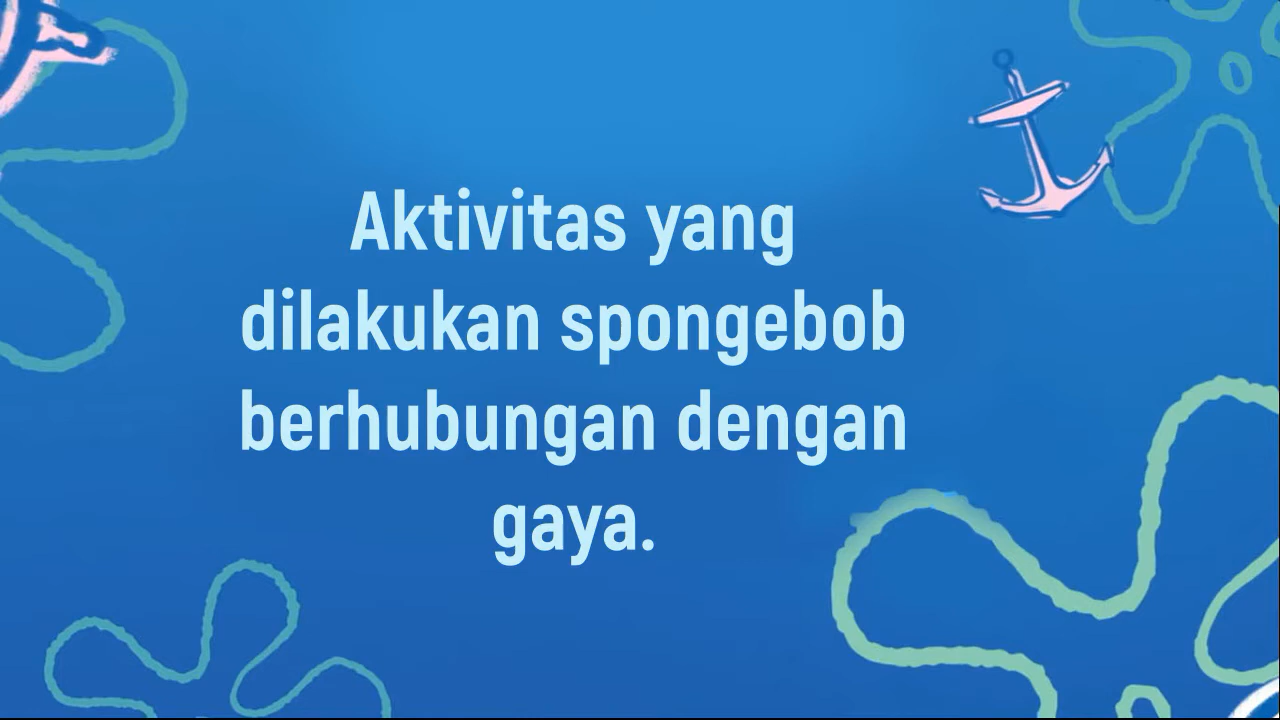 Aktivitas yang
dilakukan spongebob
berhubungan dengan
gaya.